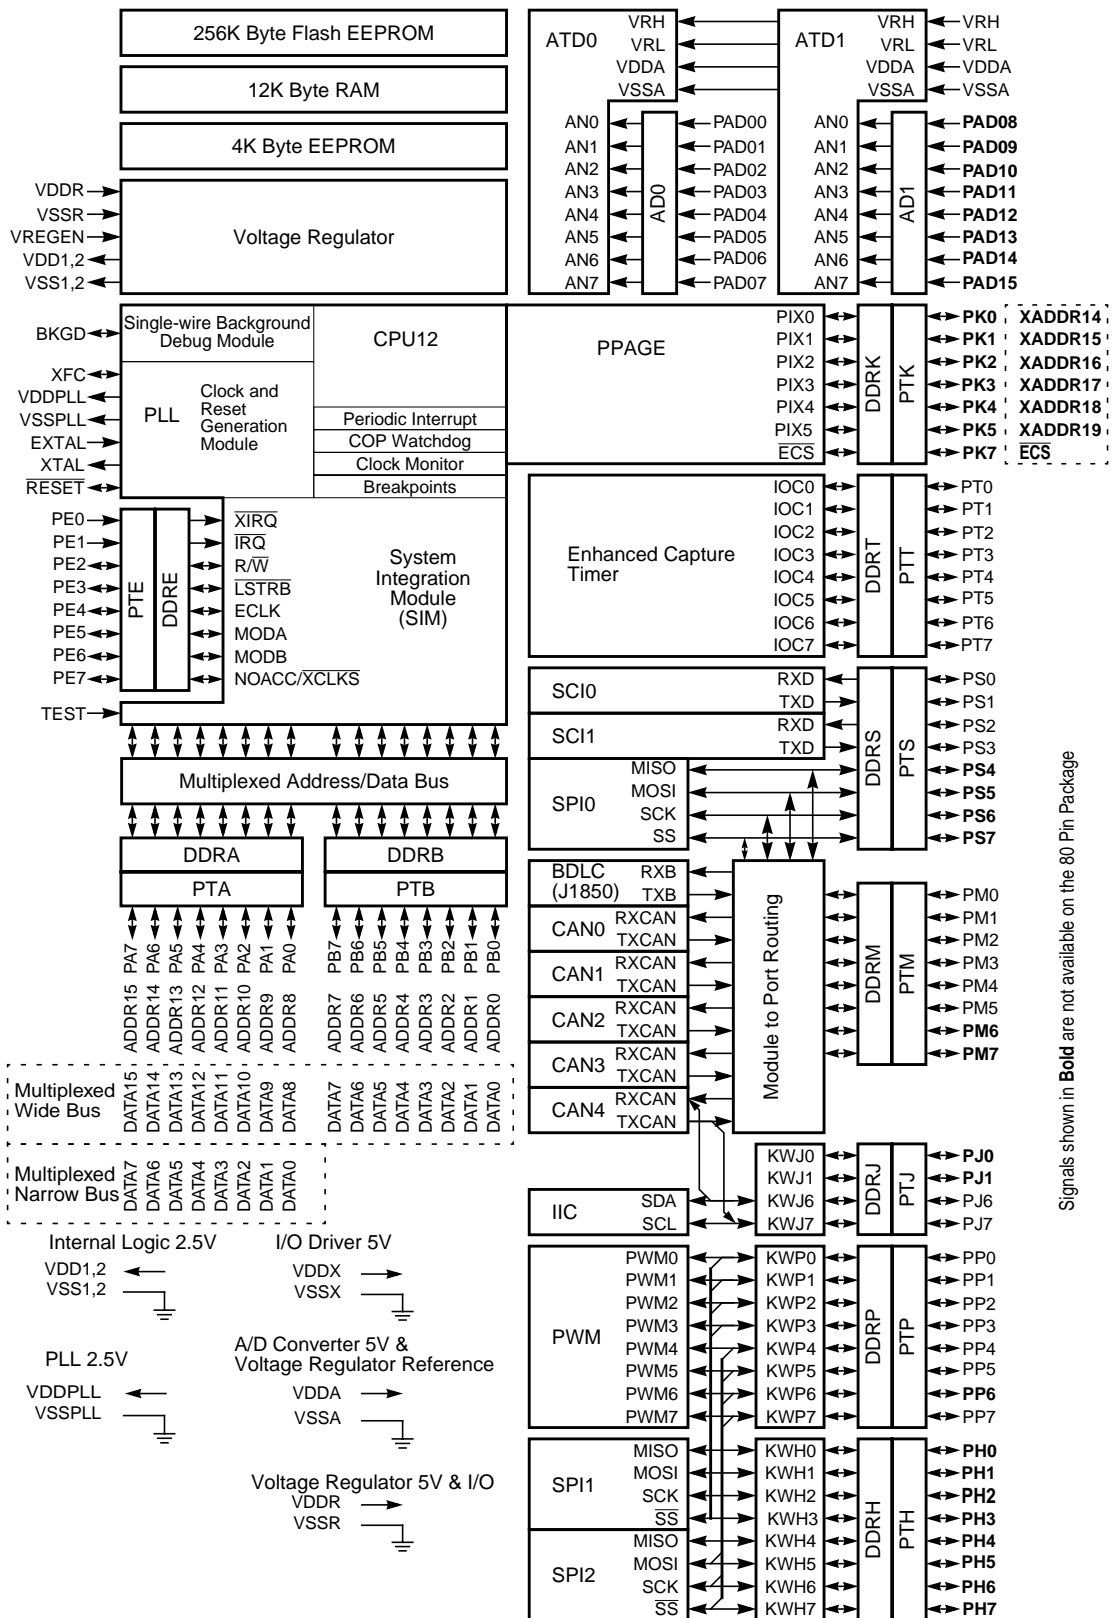 256K Byte Flash EEPROM
12K Byte RAM
4K Byte EEPROM
VDDR
VSSR
VREGEN
VDD1,2
VSS1,2
Voltage Regulator
ATD0
VRH
VRL
VDDA
VSSA
AN0
AN1
AN2
AN3
AN4
AN5
AN6
AN7
AD0
PAD00
PAD01
PAD02
PAD03
PAD04
PAD05
PAD06
PAD07
ATD1
VRH
VRL
VDDA
VSSA
VRH
VRL
VDDA
VSSA
AN0
AN1
AN2
AN3
AN4
AN5
AN6
AN7
AD1
PAD08
PAD09
PAD10
PAD11
PAD12
PAD13
PAD14
PAD15
BKGD
XFC
VDDPLL
VSSPLL
EXTAL
XTAL
RESET
Single-wire Background
Debug Module
CPU12
PLL
Clock and
Reset
Generation
Module
Periodic Interrupt
COP Watchdog
Clock Monitor
Breakpoints
PPAGE
PIX0
PIX1
PIX2
PIX3
PIX4
PIX5
ECS
DDRK
PTK
PK0 XADDR14
PK1 XADDR15
PK2 XADDR16
PK3 XADDR17
PK4 XADDR18
PK5 XADDR19
PK7 ECS
PE0
PE1
PE2
PE3
PE4
PE5
PE6
PE7
TEST
PTE
DDRE
XIRQ
IRQ
R/W
LSTRB
ECLK
MODA
MODB
NOACC/XCLKS
System
Integration
Module
(SIM)
Enhanced Capture
Timer
IOC0
IOC1
IOC2
IOC3
IOC4
IOC5
IOC6
IOC7
DDRT
PTT
PT0
PT1
PT2
PT3
PT4
PT5
PT6
PT7
SCI0
RXD
TXD
SCI1
RXD
TXD
SPI0
MISO
MOSI
SCK
SS
DDRS
PTS
PS0
PS1
PS2
PS3
PS4
PS5
PS6
PS7
Multiplexed Address/Data Bus
DDRA
PTA
DDRB
PTB
PA7
PA6
PA5
PA4
PA3
PA2
PA1
PA0
PB7
PB6
PB5
PB4
PB3
PB2
PB1
PB0
ADDR15
ADDR14
ADDR13
ADDR12
ADDR11
ADDR10
ADDR9
ADDR8
ADDR7
ADDR6
ADDR5
ADDR4
ADDR3
ADDR2
ADDR1
ADDR0
Multiplexed
Wide Bus
DATA15
DATA14
DATA13
DATA12
DATA11
DATA10
DATA9
DATA8
DATA7
DATA6
DATA5
DATA4
DATA3
DATA2
DATA1
DATA0
Multiplexed
Narrow Bus
DATA7
DATA6
DATA5
DATA4
DATA3
DATA2
DATA1
DATA0
BDLC
(J1850)
RXB
TXB
CAN0
RXCAN
TXCAN
CAN1
RXCAN
TXCAN
CAN2
RXCAN
TXCAN
CAN3
RXCAN
TXCAN
CAN4
RXCAN
TXCAN
Module to Port Routing
DDRM
PTM
PM0
PM1
PM2
PM3
PM4
PM5
PM6
PM7
IIC
SDA
SCL
KWJ0
KWJ1
KWJ6
KWJ7
DDRJ
PTJ
PJ0
PJ1
PJ6
PJ7
PWM
PWM0
PWM1
PWM2
PWM3
PWM4
PWM5
PWM6
PWM7
KWP0
KWP1
KWP2
KWP3
KWP4
KWP5
KWP6
KWP7
DDRP
PTP
PP0
PP1
PP2
PP3
PP4
PP5
PP6
PP7
SPI1
MISO
MOSI
SCK
SS
SPI2
MISO
MOSI
SCK
SS
KWH0
KWH1
KWH2
KWH3
KWH4
KWH5
KWH6
KWH7
DDRH
PTH
PH0
PH1
PH2
PH3
PH4
PH5
PH6
PH7
Internal Logic 2.5V
VDD1,2
VSS1,2
I/O Driver 5V
VDDX
VSSX
PLL 2.5V
VDDPLL
VSSPLL
A/D Converter 5V &
Voltage Regulator Reference
VDDA
VSSA
Voltage Regulator 5V & I/O
VDDR
VSSR
Signals shown in Bold are not available on the 80 Pin Package